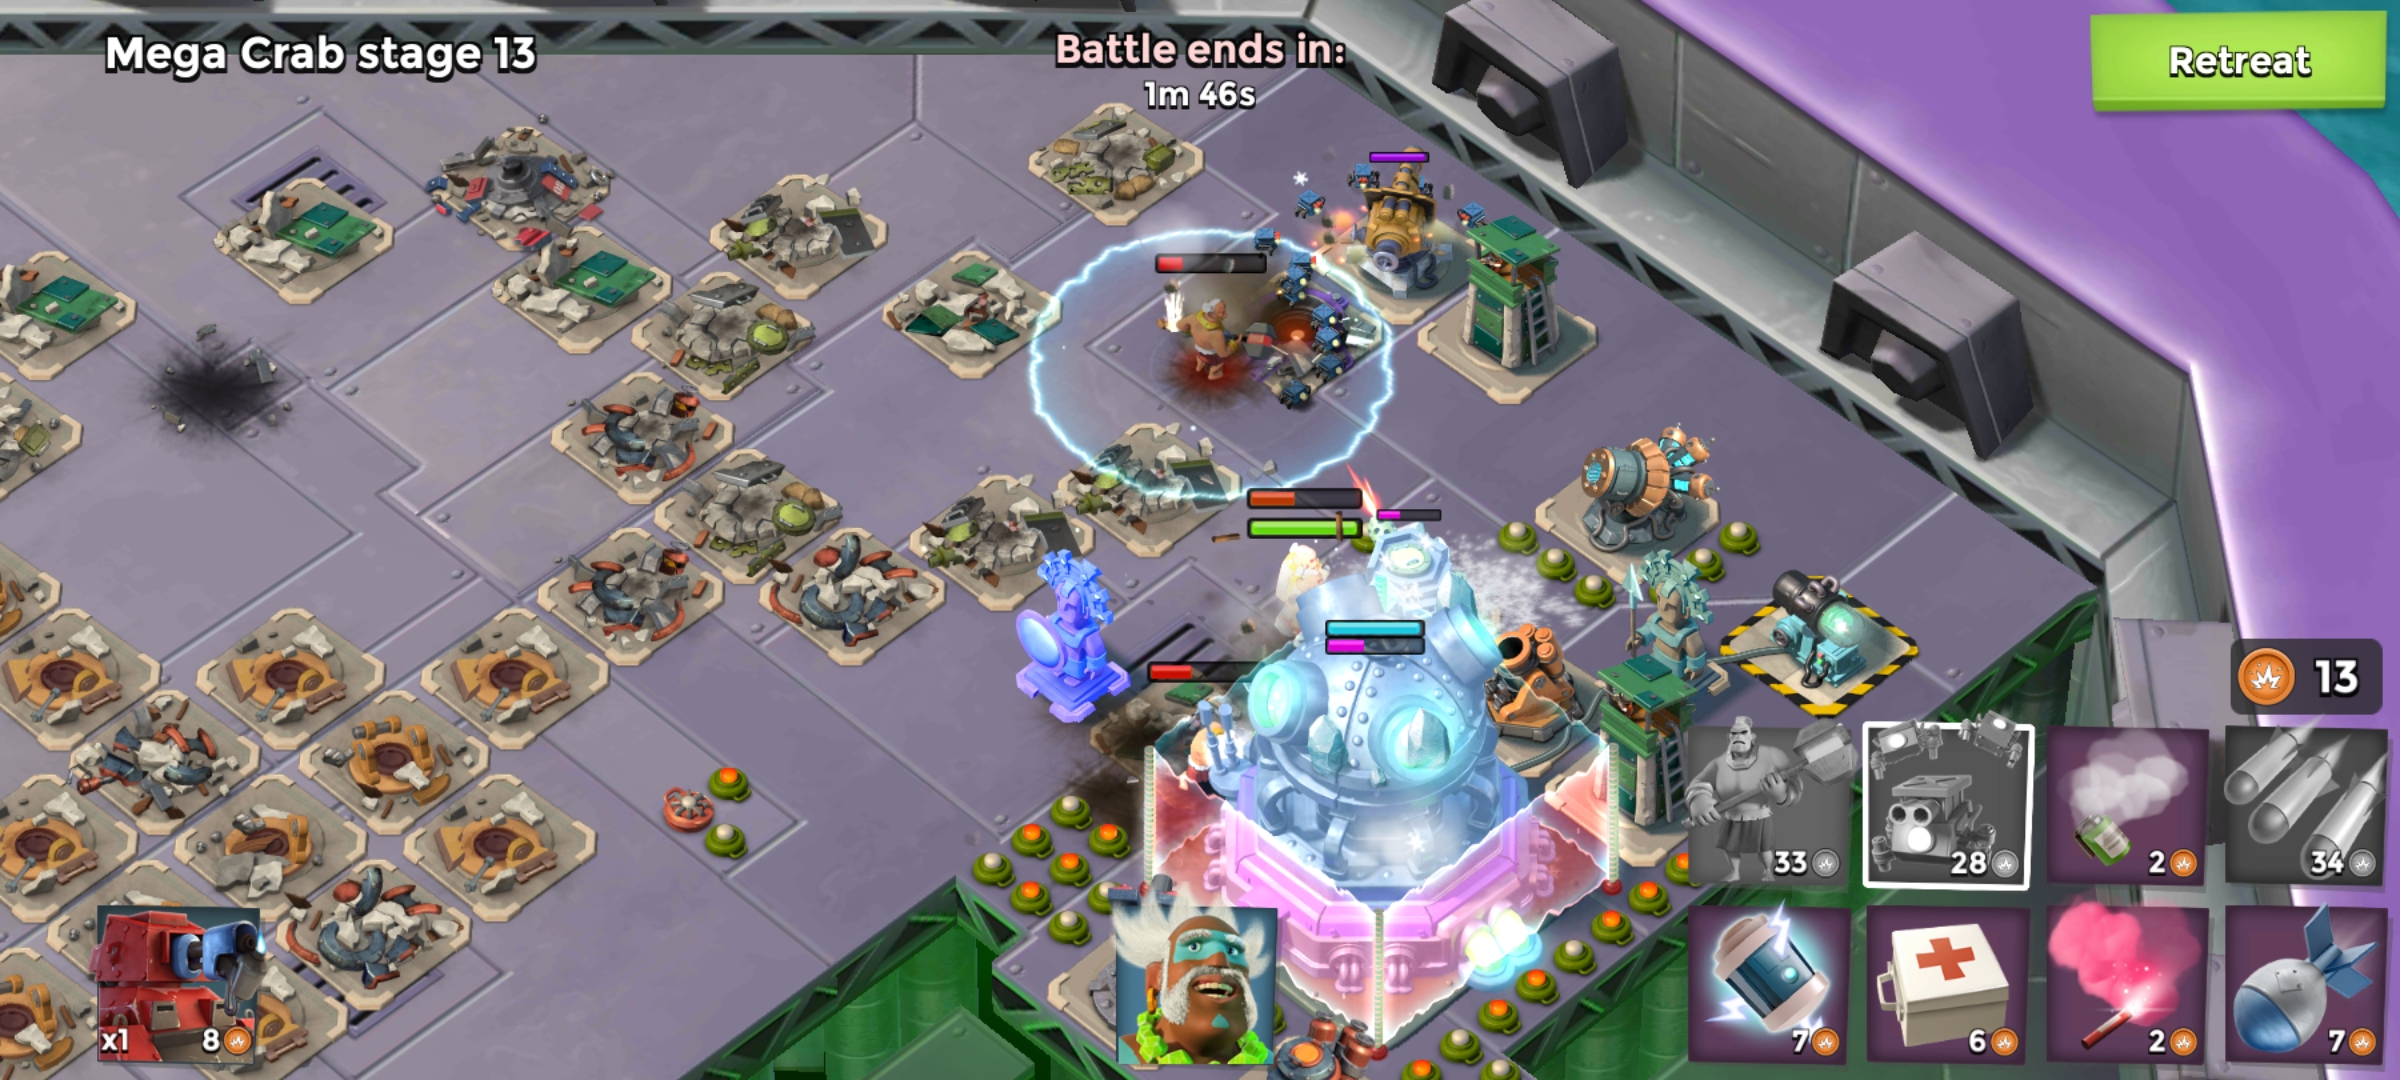 Mega Crab stage 13
Battle ends in:
1m 46s
Retreat
13
33
28
2
34
x1
8
7
6
2
7